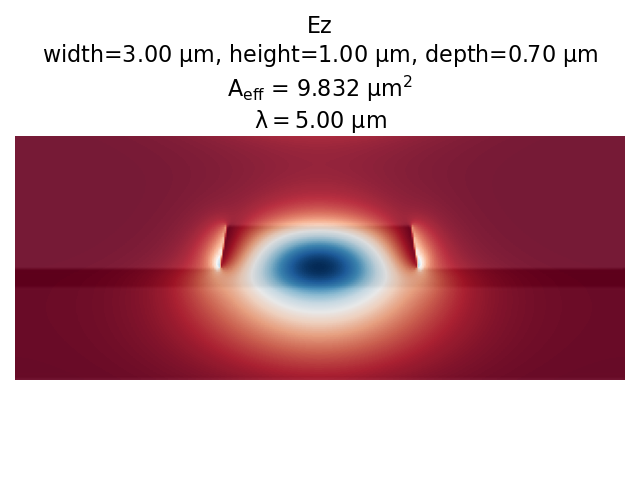 Ez
width=3.00 μm, height=1.00 μm, depth=0.70 μm
A_eff = 9.832 μm²
λ = 5.00 μm